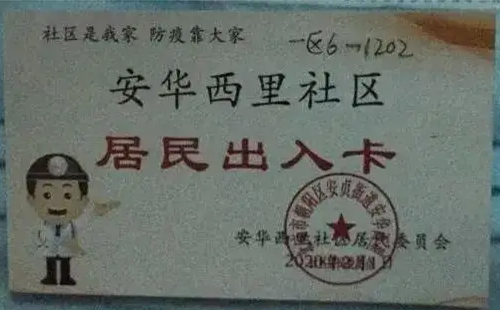 社区是我家 防疫靠大家
一区6-1202
安华西里社区
居民出入卡
安华西里社区居民委员会